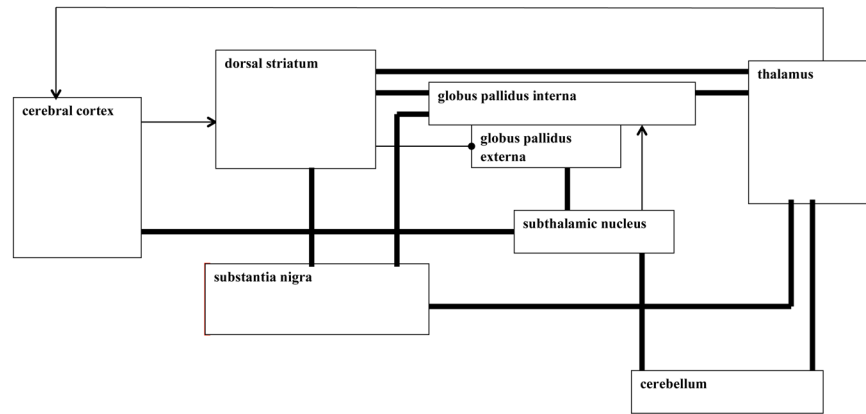 dorsal striatum
thalamus
globus pallidus interna
cerebral cortex
globus pallidus
externa
subthalamic nucleus
substantia nigra
cerebellum